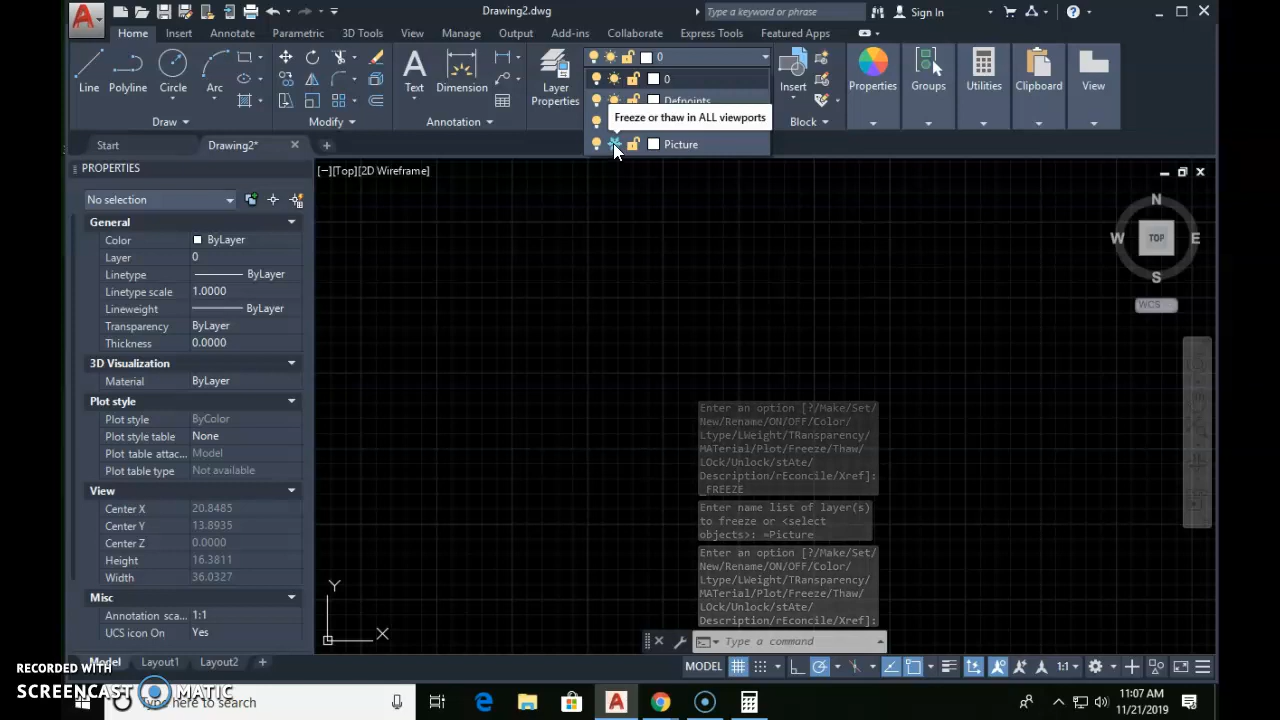 A
Drawing2.dwg
Type a keyword or phrase
Sign In
Home Insert Annotate Parametric 3D Tools View Manage Output Add-ins Collaborate Express Tools Featured Apps
0
0
Defpoints
Freeze or thaw in ALL viewports
Picture
Line Polyline Circle Arc
Text Dimension
Layer Properties
Insert
Properties Groups Utilities Clipboard View
Draw Modify Annotation Block
Start Drawing2*
PROPERTIES
[−][Top][2D Wireframe]
No selection
General
Color ByLayer
Layer 0
Linetype ByLayer
Linetype scale 1.0000
Lineweight ByLayer
Transparency ByLayer
Thickness 0.0000
3D Visualization
Material ByLayer
Plot style
Plot style ByColor
Plot style table None
Plot table attac... Model
Plot table type Not available
View
Center X 20.8485
Center Y 13.8935
Center Z 0.0000
Height 16.3811
Width 36.0327
Misc
Annotation sca... 1:1
UCS icon On Yes
N
W TOP E
S
WCS
Enter an option [?/Make/Set/
New/Rename/ON/OFF/Color/
Ltype/LWeight/TRansparency/
MATerial/Plot/Freeze/Thaw/
LOck/Unlock/stAte/
Description/rEconcile/Xref]:
_FREEZE
Enter name list of layer(s)
to freeze or <select
objects>: =Picture
Enter an option [?/Make/Set/
New/Rename/ON/OFF/Color/
Ltype/LWeight/TRansparency/
MATerial/Plot/Freeze/Thaw/
LOck/Unlock/stAte/
Description/rEconcile/Xref]:
Y
X
Type a command
Model Layout1 Layout2
MODEL 1:1
RECORDED WITH
SCREENCAST MATIC
Type here to search
11:07 AM
11/21/2019